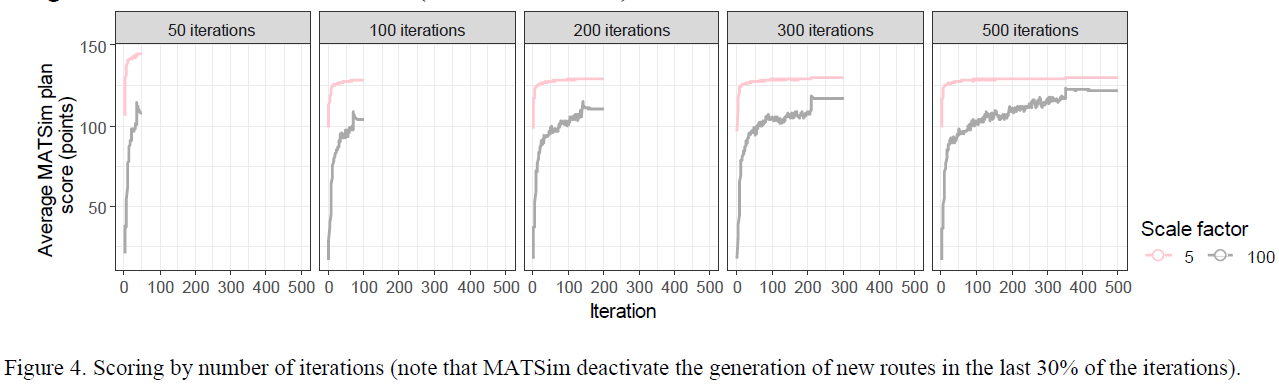 50 iterations 100 iterations 200 iterations 300 iterations 500 iterations
150
100
50
Average MATSim plan
score (points)
0 100 200 300 400 500 0 100 200 300 400 500 0 100 200 300 400 500 0 100 200 300 400 500 0 100 200 300 400 500
Iteration
Scale factor
5 100
Figure 4. Scoring by number of iterations (note that MATSim deactivate the generation of new routes in the last 30% of the iterations).